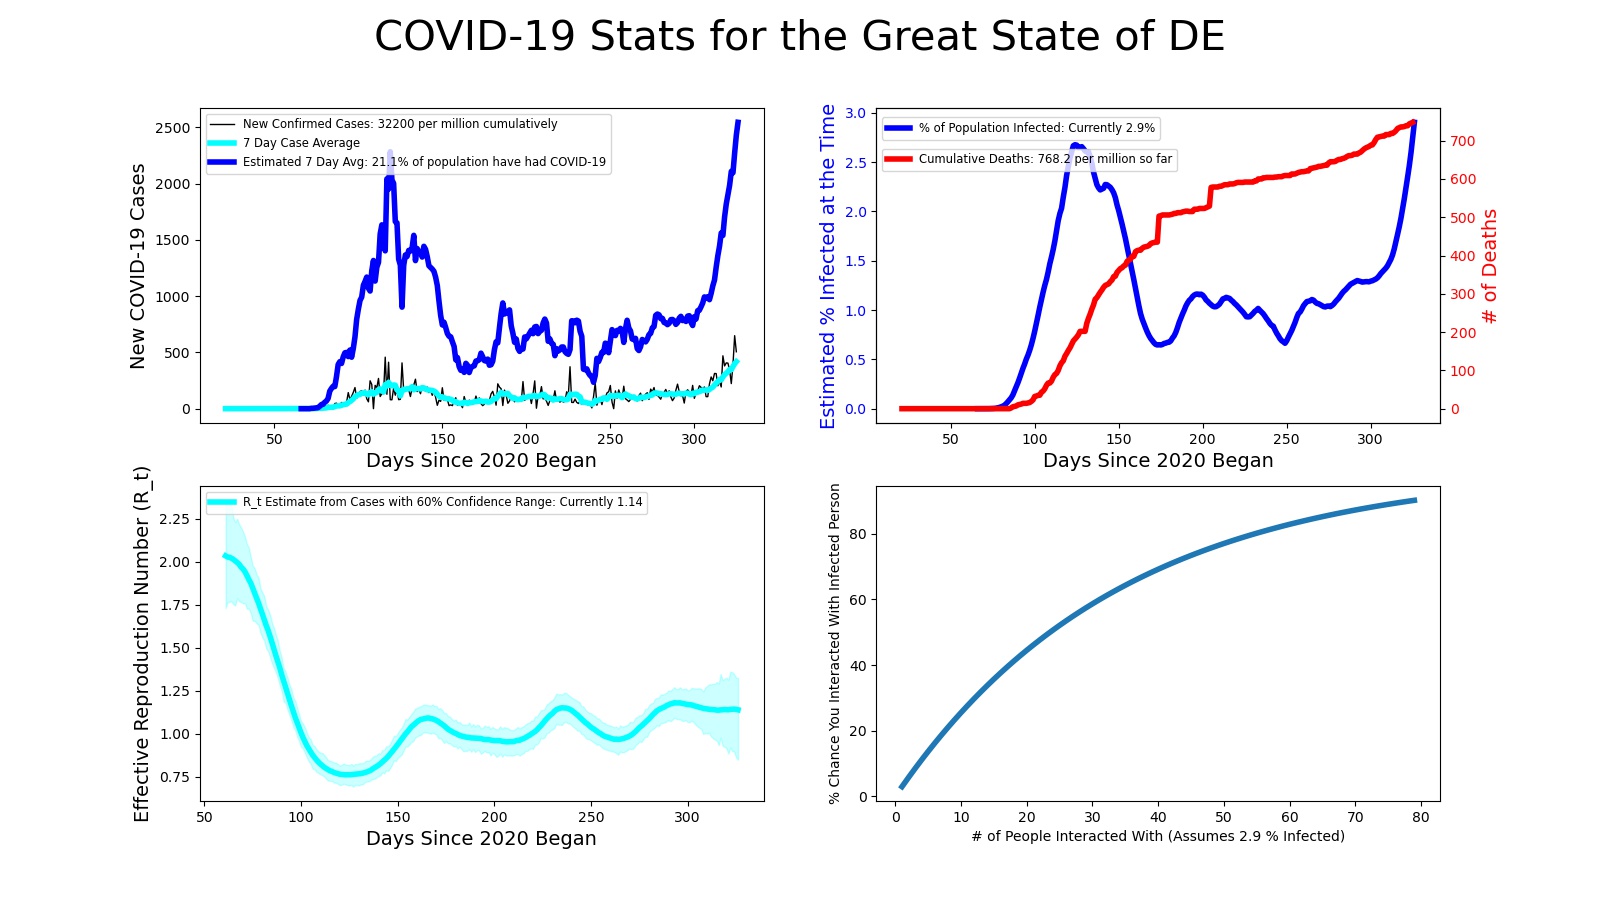 COVID-19 Stats for the Great State of DE
New COVID-19 Cases
2500
2000
1500
1000
500
0
New Confirmed Cases: 32200 per million cumulatively
7 Day Case Average
Estimated 7 Day Avg: 21.1% of population have had COVID-19
50 100 150 200 250 300
Days Since 2020 Began
Estimated % Infected at the Time
3.0
2.5
2.0
1.5
1.0
0.5
0.0
% of Population Infected: Currently 2.9%
Cumulative Deaths: 768.2 per million so far
700
600
500
400
300
200
100
0
# of Deaths
50 100 150 200 250 300
Days Since 2020 Began
Effective Reproduction Number (R_t)
2.25
2.00
1.75
1.50
1.25
1.00
0.75
R_t Estimate from Cases with 60% Confidence Range: Currently 1.14
50 100 150 200 250 300
Days Since 2020 Began
% Chance You Interacted With Infected Person
80
60
40
20
0
0 10 20 30 40 50 60 70 80
# of People Interacted With (Assumes 2.9 % Infected)